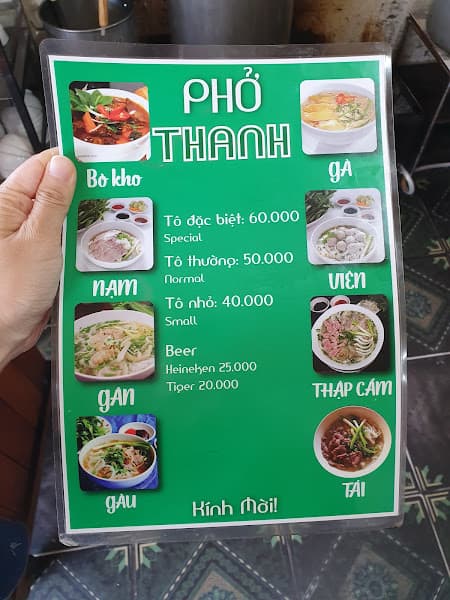 PHỞ
THANH
Bò kho
GÀ
Tô đặc biệt: 60.000
Special
Tô thường: 50.000
Normal
Tô nhỏ: 40.000
Small
NẠM
VIÊN
Beer
Heineken 25.000
Tiger 20.000
GÂN
THẬP CẨM
GÀU
TÁI
Kính Mời!